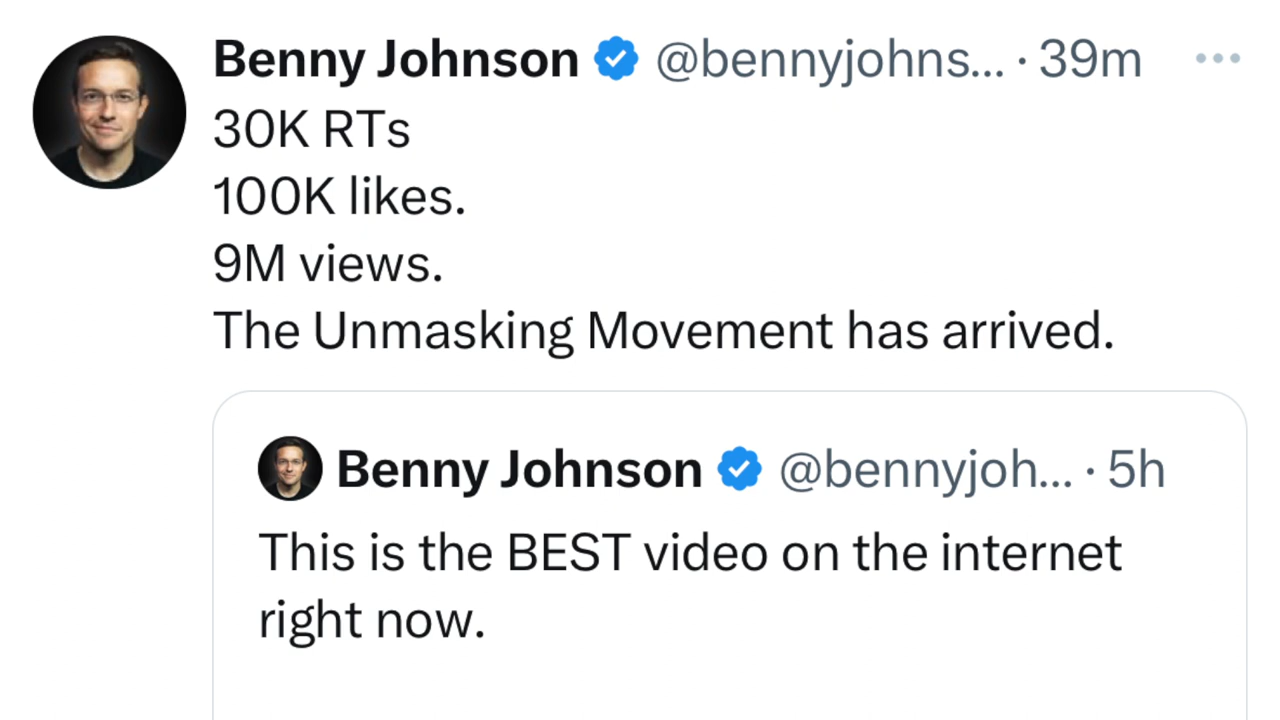 Benny Johnson @bennyjohns... · 39m
30K RTs
100K likes.
9M views.
The Unmasking Movement has arrived.
Benny Johnson @bennyjoh... · 5h
This is the BEST video on the internet
right now.